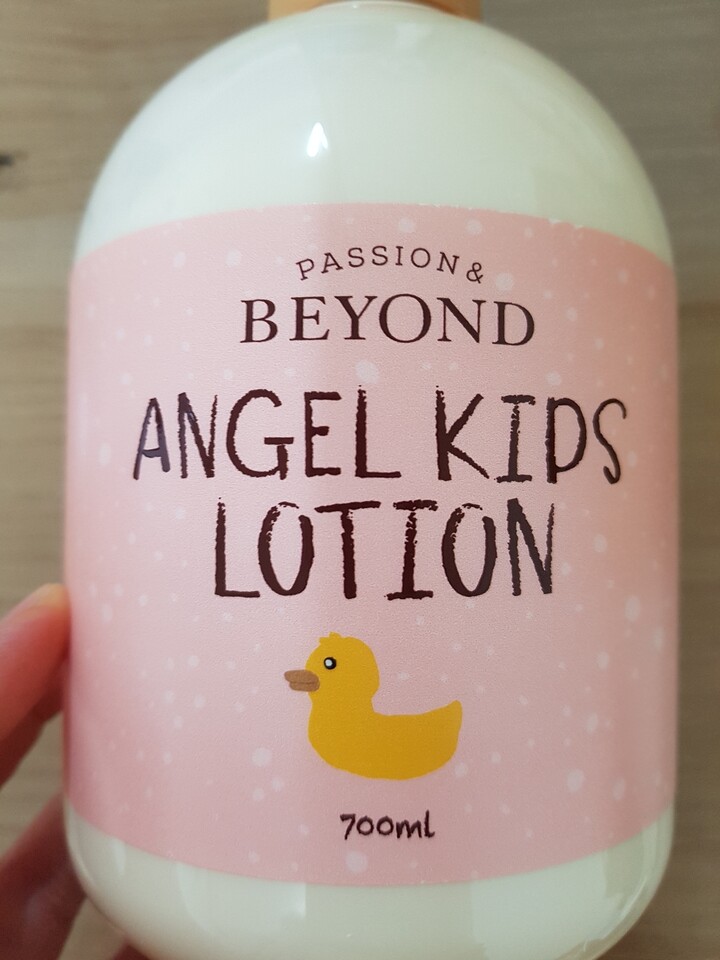 PASSION &
BEYOND
ANGEL KIDS
LOTION
700ml